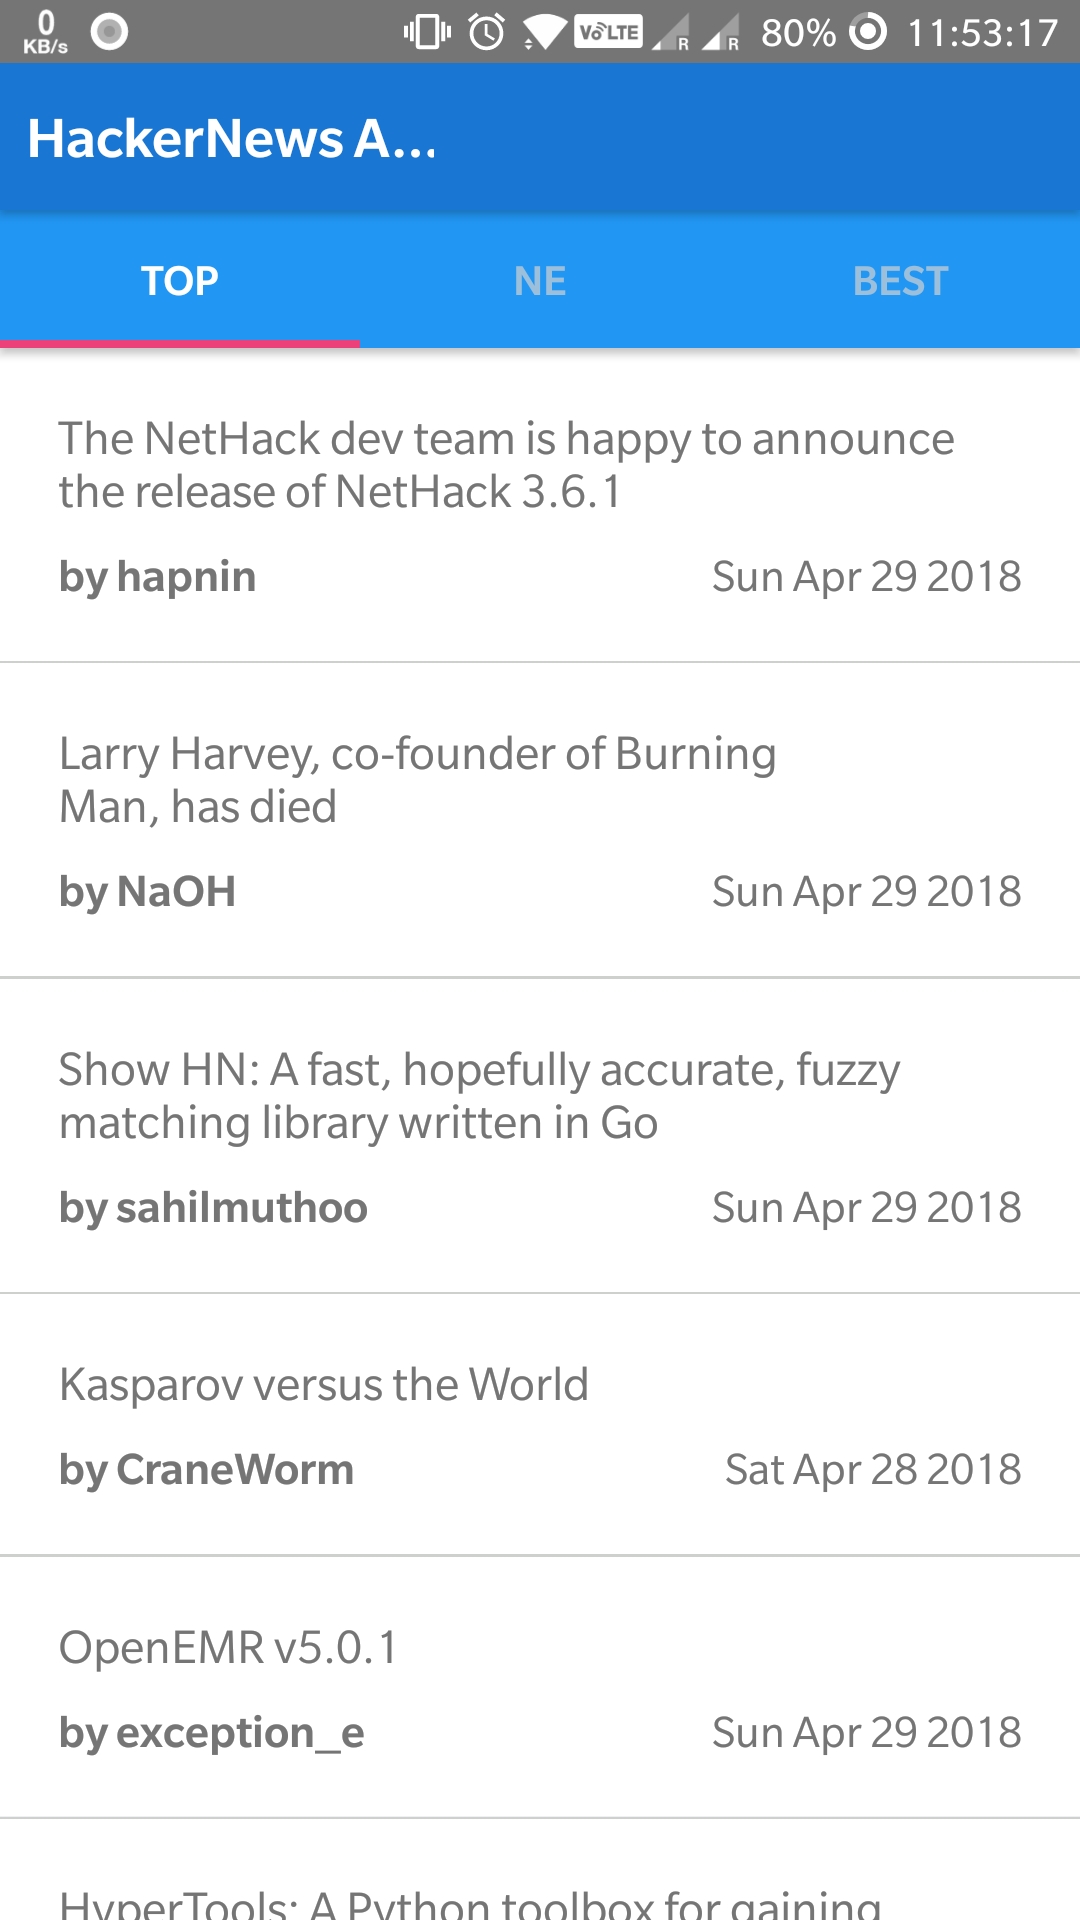 0
KB/s
VoLTE R R 80% 11:53:17
HackerNews A...
TOP NE BEST
The NetHack dev team is happy to announce
the release of NetHack 3.6.1
by hapnin Sun Apr 29 2018
Larry Harvey, co-founder of Burning
Man, has died
by NaOH Sun Apr 29 2018
Show HN: A fast, hopefully accurate, fuzzy
matching library written in Go
by sahilmuthoo Sun Apr 29 2018
Kasparov versus the World
by CraneWorm Sat Apr 28 2018
OpenEMR v5.0.1
by exception_e Sun Apr 29 2018
HyperTools: A Python toolbox for gaining